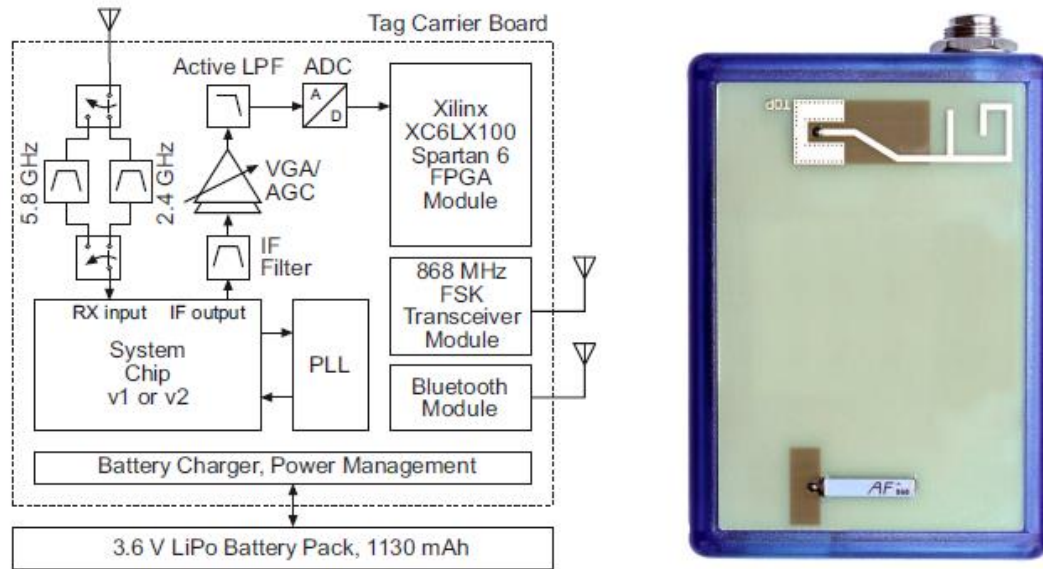 Tag Carrier Board
Active LPF
ADC
A
D
Xilinx
XC6LX100
Spartan 6
FPGA
Module
5.8 GHz
2.4 GHz
VGA/
AGC
IF
Filter
868 MHz
FSK
Transceiver
Module
RX input
IF output
System
Chip
v1 or v2
PLL
Bluetooth
Module
Battery Charger, Power Management
3.6 V LiPo Battery Pack, 1130 mAh
TOP
AF
868